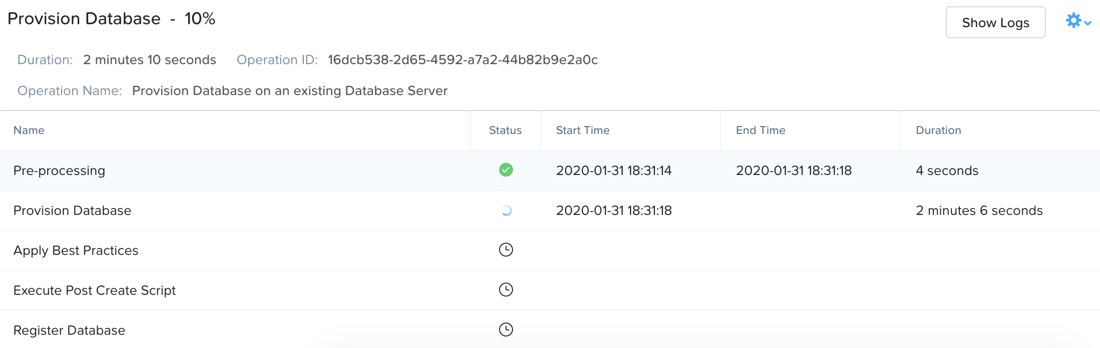 Provision Database - 10%
Show Logs
Duration: 2 minutes 10 seconds Operation ID: 16dcb538-2d65-4592-a7a2-44b82b9e2a0c
Operation Name: Provision Database on an existing Database Server
Name Status Start Time End Time Duration
Pre-processing 2020-01-31 18:31:14 2020-01-31 18:31:18 4 seconds
Provision Database 2020-01-31 18:31:18 2 minutes 6 seconds
Apply Best Practices
Execute Post Create Script
Register Database